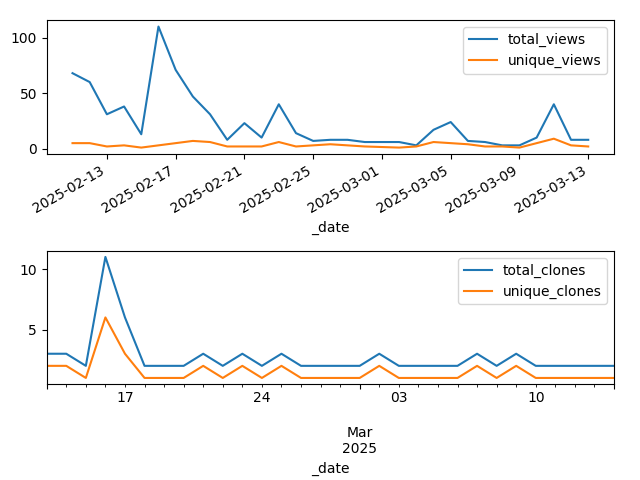 100
50
0
total_views
unique_views
2025-02-13
2025-02-17
2025-02-21
2025-02-25
2025-03-01
2025-03-05
2025-03-09
2025-03-13
_date
10
5
total_clones
unique_clones
17
24
03
10
Mar
2025
_date